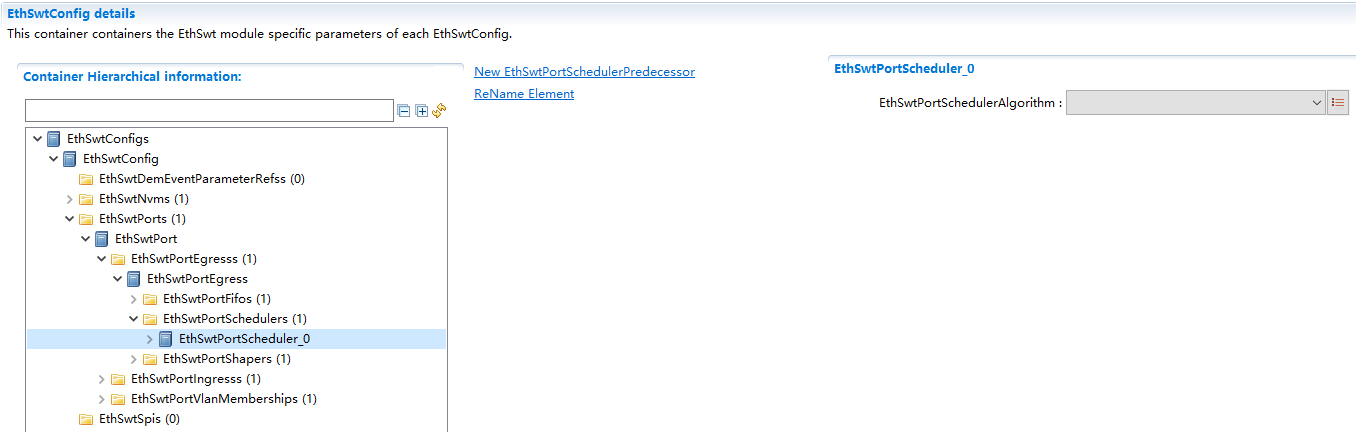 EthSwtConfig details
This container containers the EthSwt module specific parameters of each EthSwtConfig.
Container Hierarchical information:
New EthSwtPortSchedulerPredecessor
ReName Element
EthSwtPortScheduler_0
EthSwtPortSchedulerAlgorithm :
EthSwtConfigs
EthSwtConfig
EthSwtDemEventParameterRefss (0)
EthSwtNvms (1)
EthSwtPorts (1)
EthSwtPort
EthSwtPortEgresss (1)
EthSwtPortEgress
EthSwtPortFifos (1)
EthSwtPortSchedulers (1)
EthSwtPortScheduler_0
EthSwtPortShapers (1)
EthSwtPortIngresss (1)
EthSwtPortVlanMemberships (1)
EthSwtSpis (0)